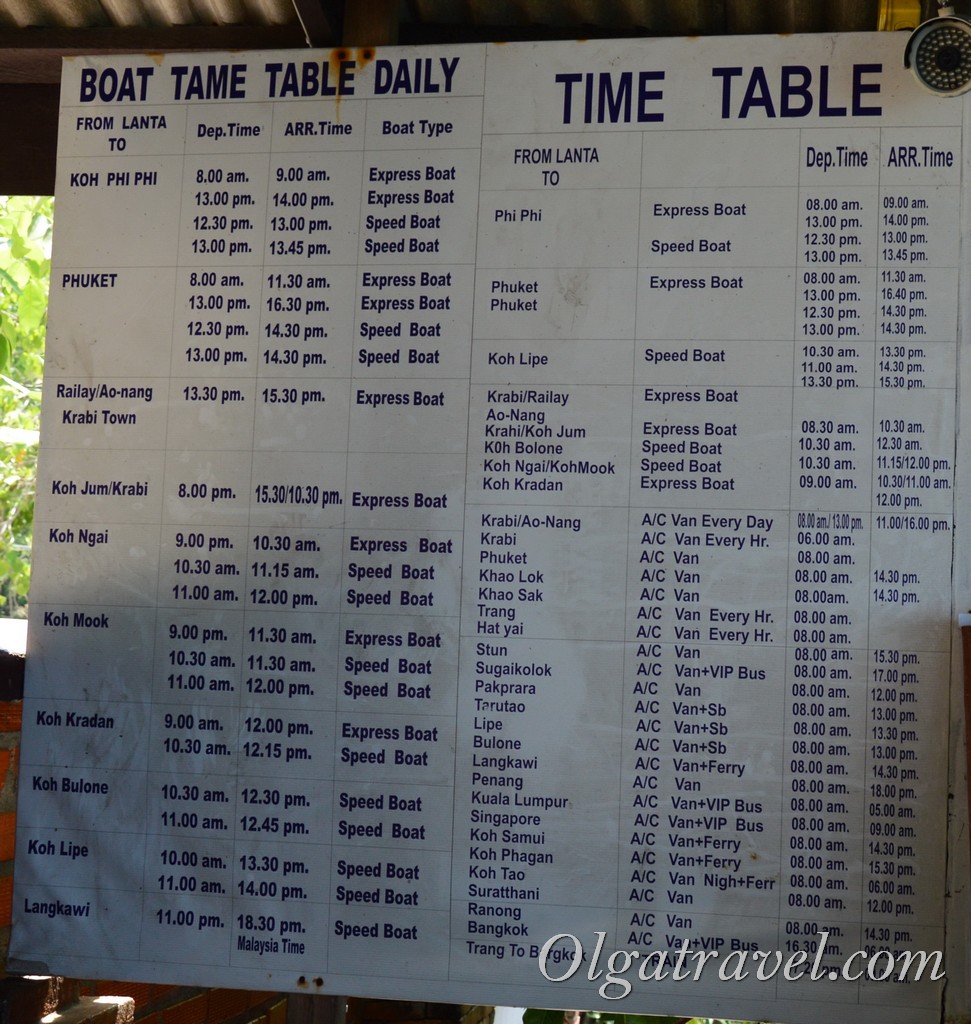 BOAT TAME TABLE DAILY
FROM LANTA TO Dep.Time ARR.Time Boat Type
KOH PHI PHI 8.00 am. 9.00 am. Express Boat
13.00 pm. 14.00 pm. Express Boat
12.30 pm. 13.00 pm. Speed Boat
13.00 pm. 13.45 pm. Speed Boat
PHUKET 8.00 am. 11.30 am. Express Boat
13.00 pm. 16.30 pm. Express Boat
12.30 pm. 14.30 pm. Speed Boat
13.00 pm. 14.30 pm. Speed Boat
Railay/Ao-nang 13.30 pm. 15.30 pm. Express Boat
Krabi Town
Koh Jum/Krabi 8.00 pm. 15.30/10.30 pm. Express Boat
Koh Ngai 9.00 pm. 10.30 am. Express Boat
10.30 am. 11.15 am. Speed Boat
11.00 am. 12.00 pm. Speed Boat
Koh Mook 9.00 pm. 11.30 am. Express Boat
10.30 am. 11.30 am. Speed Boat
11.00 am. 12.00 pm. Speed Boat
Koh Kradan 9.00 am. 12.00 pm. Express Boat
10.30 am. 12.15 pm. Speed Boat
Koh Bulone 10.30 am. 12.30 pm. Speed Boat
11.00 am. 12.45 pm. Speed Boat
Koh Lipe 10.00 am. 13.30 pm. Speed Boat
11.00 am. 14.00 pm. Speed Boat
Langkawi 11.00 pm. 18.30 pm. Speed Boat
Malaysia Time
TIME TABLE
FROM LANTA TO Dep.Time ARR.Time
Phi Phi Express Boat 08.00 am. 09.00 am.
13.00 pm. 14.00 pm.
Speed Boat 12.30 pm. 13.00 pm.
13.00 pm. 13.45 pm.
Phuket Express Boat 08.00 am. 11.30 am.
Phuket 13.00 pm. 16.40 pm.
12.30 pm. 14.30 pm.
13.00 pm. 14.30 pm.
Koh Lipe Speed Boat 10.30 am. 13.30 pm.
11.00 am. 14.30 pm.
13.30 pm. 15.30 pm.
Krabi/Railay Express Boat
Ao-Nang
Krahi/Koh Jum Express Boat 08.30 am. 10.30 am.
K0h Bolone Speed Boat 10.30 am. 12.30 am.
Koh Ngai/KohMook Speed Boat 10.30 am. 11.15/12.00 pm.
Koh Kradan Express Boat 09.00 am. 10.30/11.00 am.
12.00 pm.
Krabi/Ao-Nang A/C Van Every Day 08.00 am./ 13.00 pm. 11.00/16.00 pm.
Krabi A/C Van Every Hr. 06.00 am.
Phuket A/C Van 08.00 am.
Khao Lok A/C Van 08.00 am. 14.30 pm.
Khao Sak A/C Van 08.00am. 14.30 pm.
Trang A/C Van Every Hr. 08.00 am.
Hat yai A/C Van Every Hr. 08.00 am.
Stun A/C Van 08.00 am. 15.30 pm.
Sugaikolok A/C Van+VIP Bus 08.00 am. 17.00 pm.
Pakprara A/C Van 08.00 am. 12.00 pm.
Tarutao A/C Van+Sb 08.00 am. 13.00 pm.
Lipe A/C Van+Sb 08.00 am. 13.30 pm.
Bulone A/C Van+Sb 08.00 am. 13.00 pm.
Langkawi A/C Van+Ferry 08.00 am. 14.30 pm.
Penang A/C Van 08.00 am. 18.00 pm.
Kuala Lumpur A/C Van+VIP Bus 08.00 am. 05.00 am.
Singapore A/C Van+VIP Bus 08.00 am. 09.00 am.
Koh Samui A/C Van+Ferry 08.00 am. 14.30 pm.
Koh Phagan A/C Van+Ferry 08.00 am. 15.30 pm.
Koh Tao A/C Van Nigh+Ferr 08.00 am. 06.00 am.
Suratthani A/C Van 08.00 am. 12.00 pm.
Ranong A/C Van 08.00 am. 14.30 pm.
Bangkok A/C Van+VIP Bus 16.30 am.
Trang To
Olgatravel.com